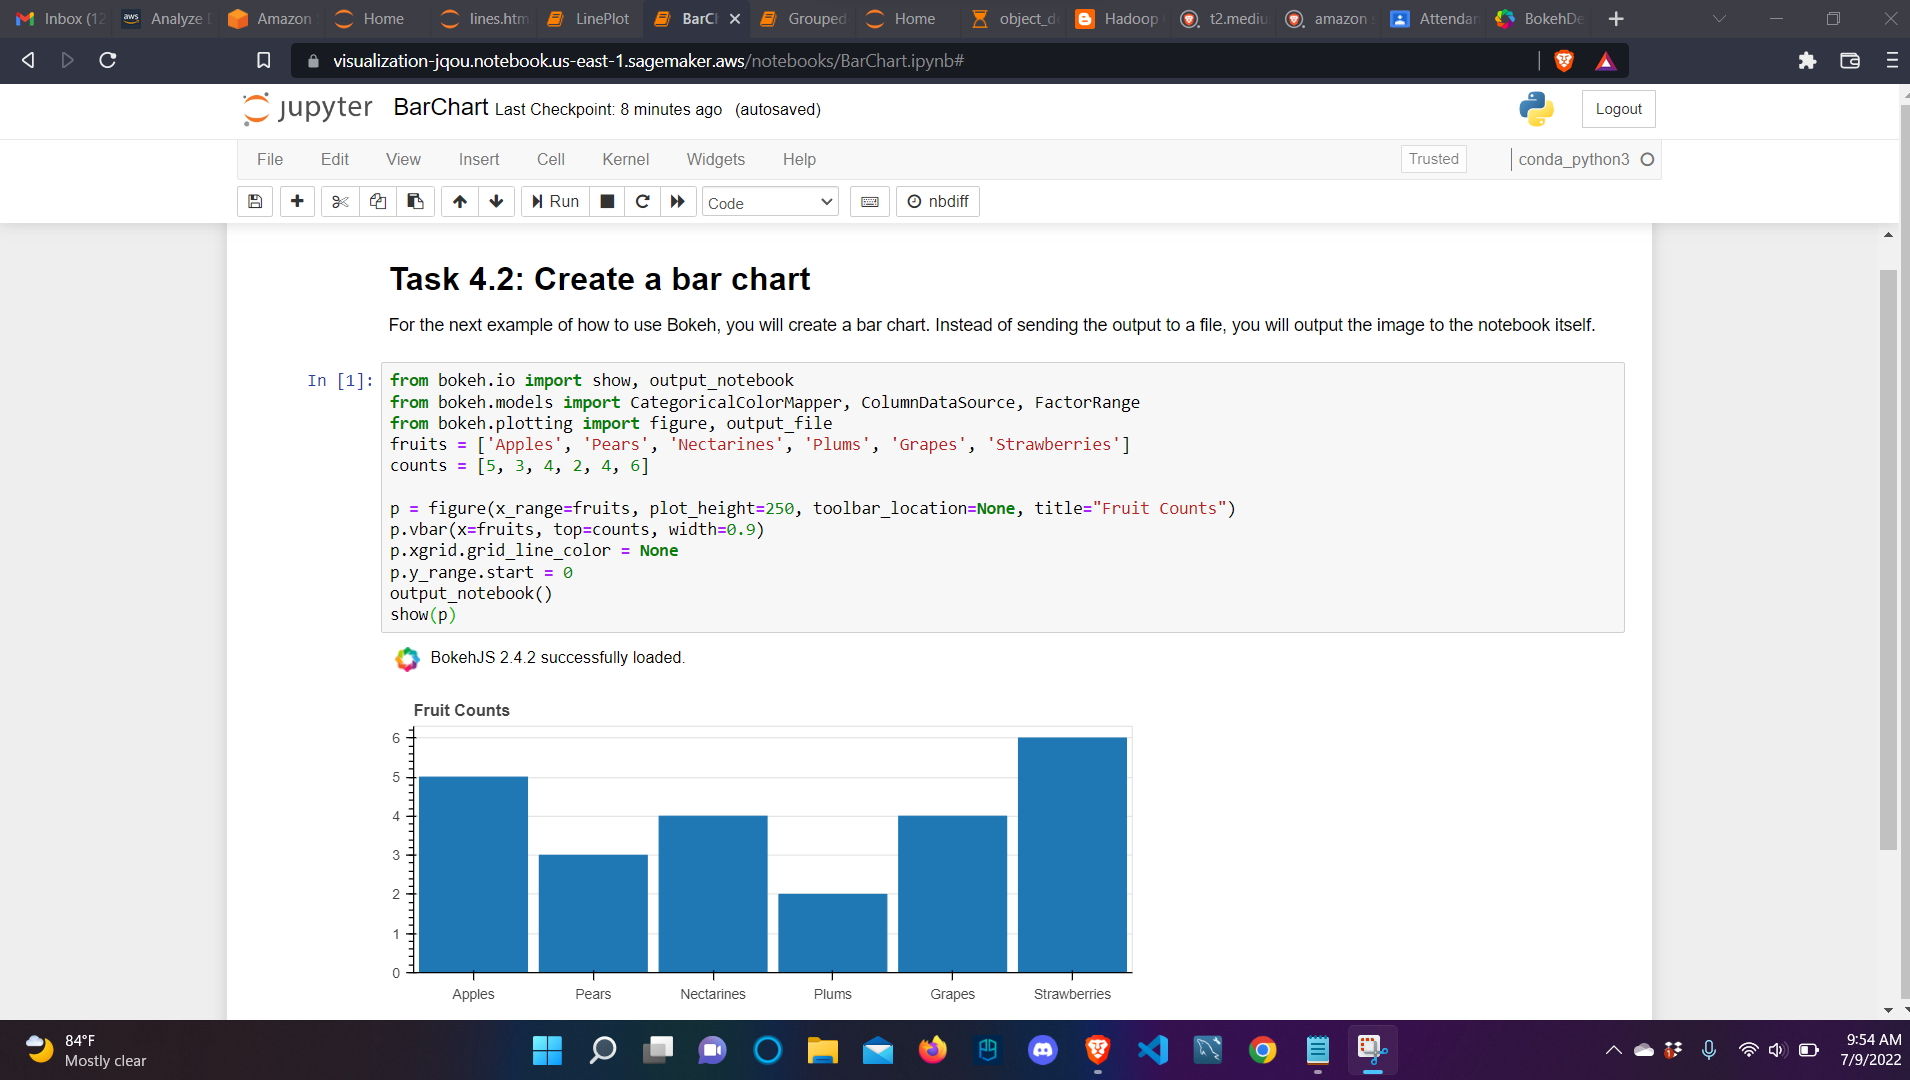 Inbox (12
Analyze
Amazon
Home
lines.htm
LinePlot
BarCh
Grouped
Home
object_d
Hadoop
t2.mediu
amazon s
Attendan
BokehDe
visualization-jqou.notebook.us-east-1.sagemaker.aws/notebooks/BarChart.ipynb#
jupyter BarChart Last Checkpoint: 8 minutes ago (autosaved)
Logout
File Edit View Insert Cell Kernel Widgets Help
Trusted
conda_python3
Run
Code
nbdiff
Task 4.2: Create a bar chart
For the next example of how to use Bokeh, you will create a bar chart. Instead of sending the output to a file, you will output the image to the notebook itself.
In [1]:
from bokeh.io import show, output_notebook
from bokeh.models import CategoricalColorMapper, ColumnDataSource, FactorRange
from bokeh.plotting import figure, output_file
fruits = ['Apples', 'Pears', 'Nectarines', 'Plums', 'Grapes', 'Strawberries']
counts = [5, 3, 4, 2, 4, 6]
p = figure(x_range=fruits, plot_height=250, toolbar_location=None, title="Fruit Counts")
p.vbar(x=fruits, top=counts, width=0.9)
p.xgrid.grid_line_color = None
p.y_range.start = 0
output_notebook()
show(p)
BokehJS 2.4.2 successfully loaded.
Fruit Counts
6
5
4
3
2
1
0
Apples Pears Nectarines Plums Grapes Strawberries
84°F
Mostly clear
9:54 AM
7/9/2022